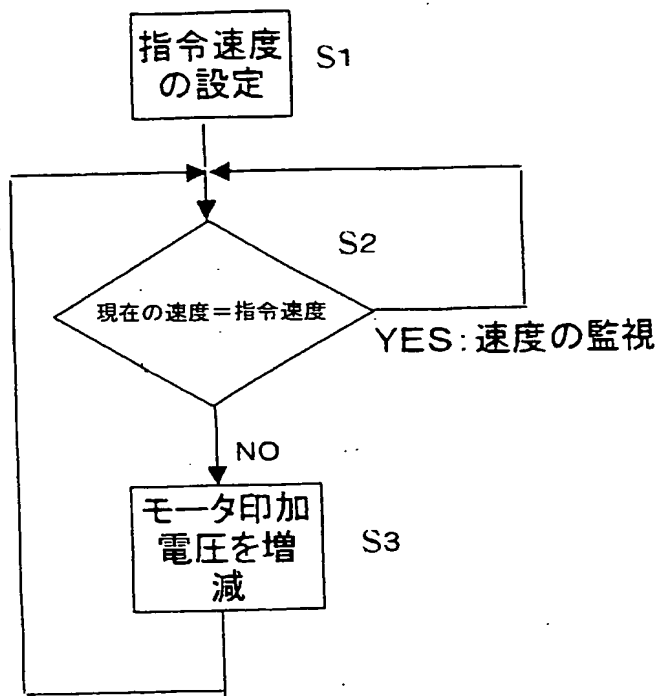 指令速度
の設定
S1
S2
現在の速度＝指令速度
YES:速度の監視
NO
モータ印加
電圧を増
減
S3